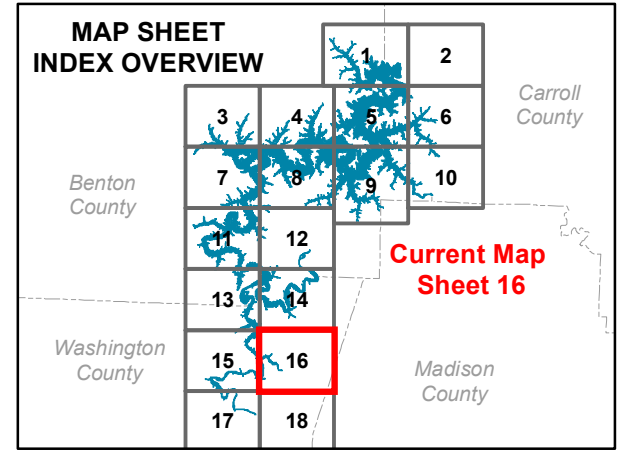 MAP SHEET
INDEX OVERVIEW
1
2
Carroll
County
3
4
5
6
Benton
County
7
8
9
10
11
12
Current Map
Sheet 16
13
14
Washington
County
15
16
Madison
County
17
18